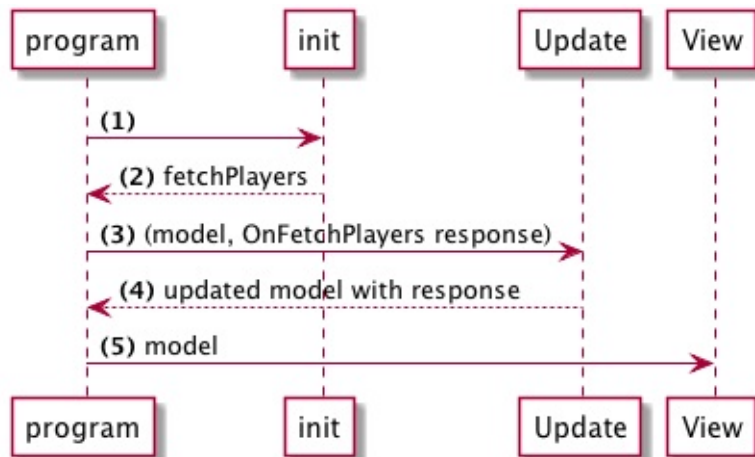 program init Update View
(1)
(2) fetchPlayers
(3) (model, OnFetchPlayers response)
(4) updated model with response
(5) model
program init Update View